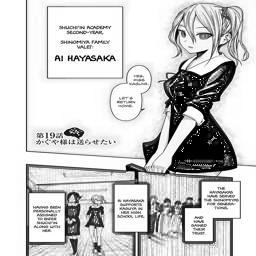 SHUCHI'IN ACADEMY
SECOND-YEAR,
SHINOMIYA FAMILY
VALET:
AI HAYASAKA
YES,
MISS
KAGUYA.
LET'S
RETURN
HOME.
第19話
かぐや様は送らせたい
THE
HAYASAKAS
HAVE SERVED
THE
SHINOMIYAS
FOR GENERA-
TIONS,
AND HAVE
GAINED
THEIR
TRUST.
AI HAYASAKA
SUPPORTS
KAGUYA IN
HER HIGH
SCHOOL LIFE,
HAVING BEEN
PERSONALLY
ASSIGNED
TO ENTER
SHUCHI'IN
ALONG WITH
HER.